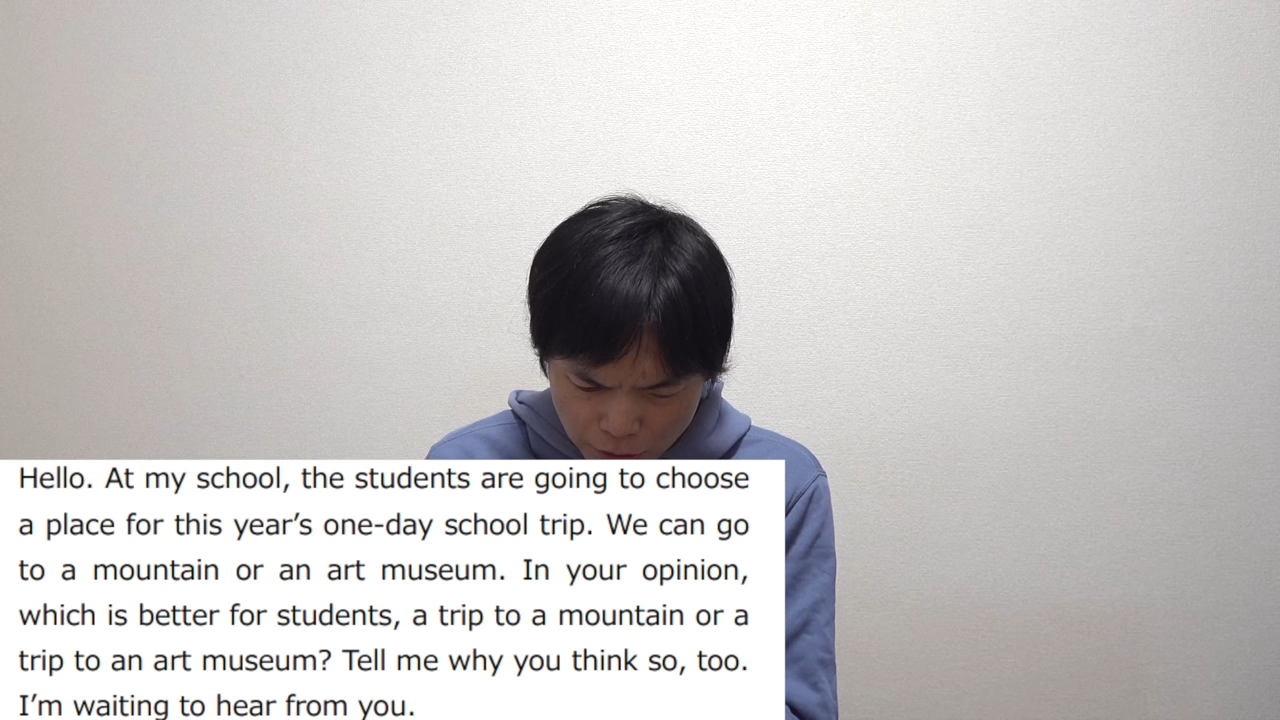 Hello. At my school, the students are going to choose
a place for this year’s one-day school trip. We can go
to a mountain or an art museum. In your opinion,
which is better for students, a trip to a mountain or a
trip to an art museum? Tell me why you think so, too.
I’m waiting to hear from you.